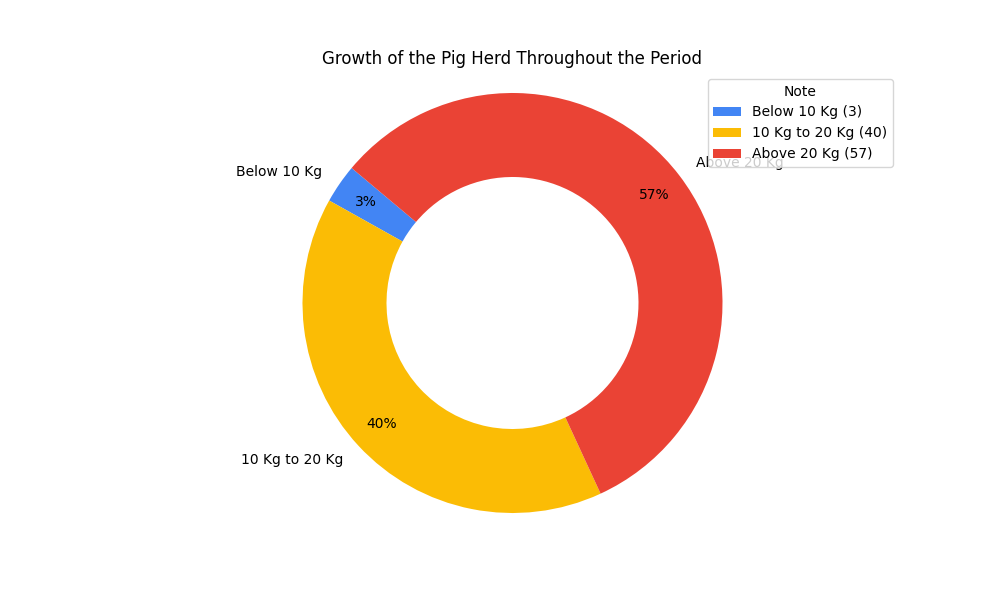 Growth of the Pig Herd Throughout the Period
Note
Below 10 Kg (3)
10 Kg to 20 Kg (40)
Above 20 Kg (57)
Above 20 Kg
Below 10 Kg
57%
3%
40%
10 Kg to 20 Kg